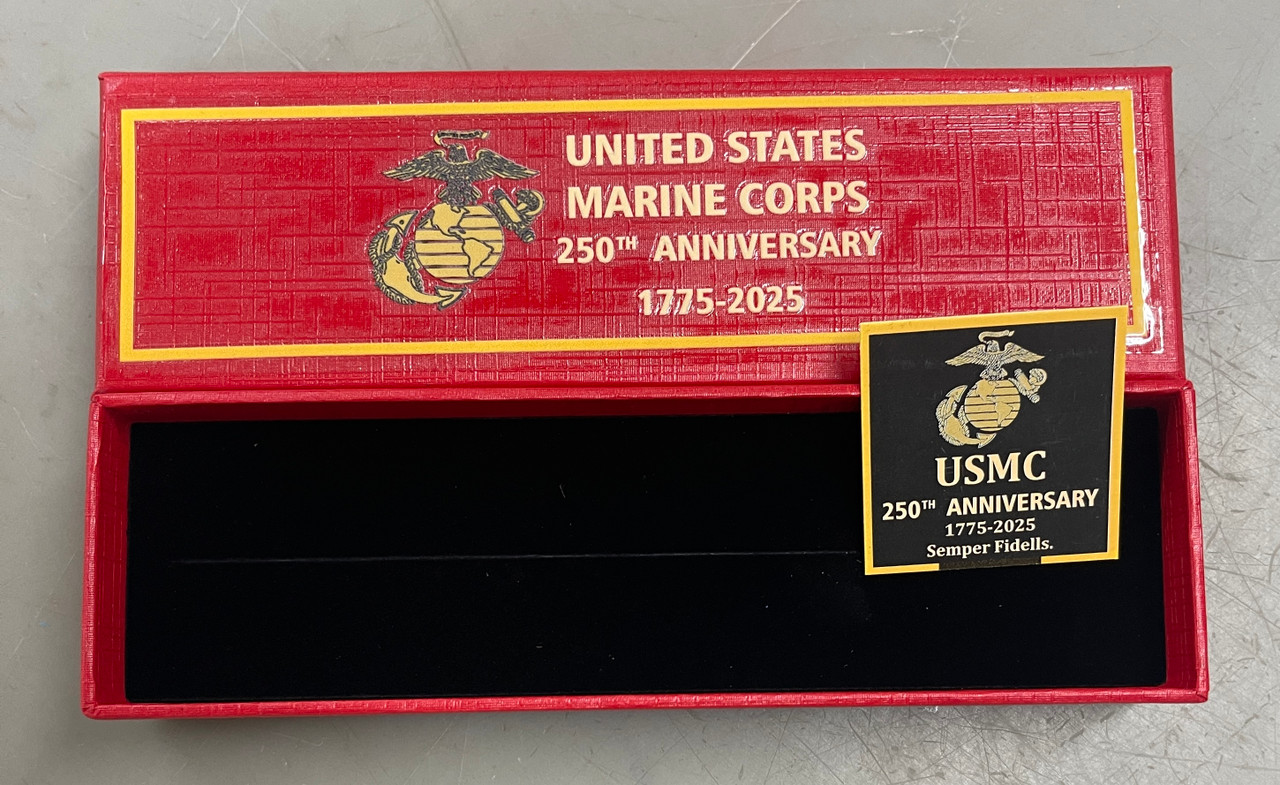 UNITED STATES
MARINE CORPS
250TH ANNIVERSARY
1775-2025
USMC
250TH ANNIVERSARY
1775-2025
Semper Fidells.